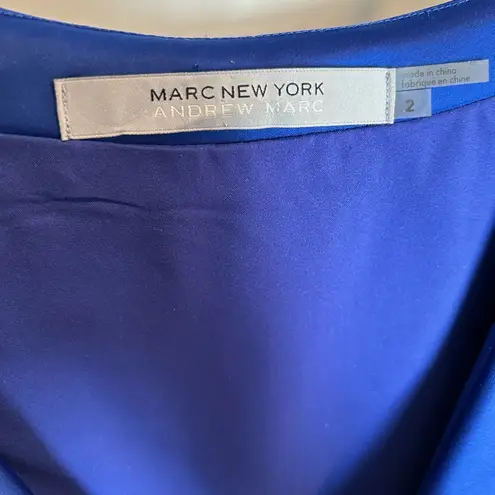 MARC NEW YORK
ANDREW MARC
made in china
fabriqué en chine
2